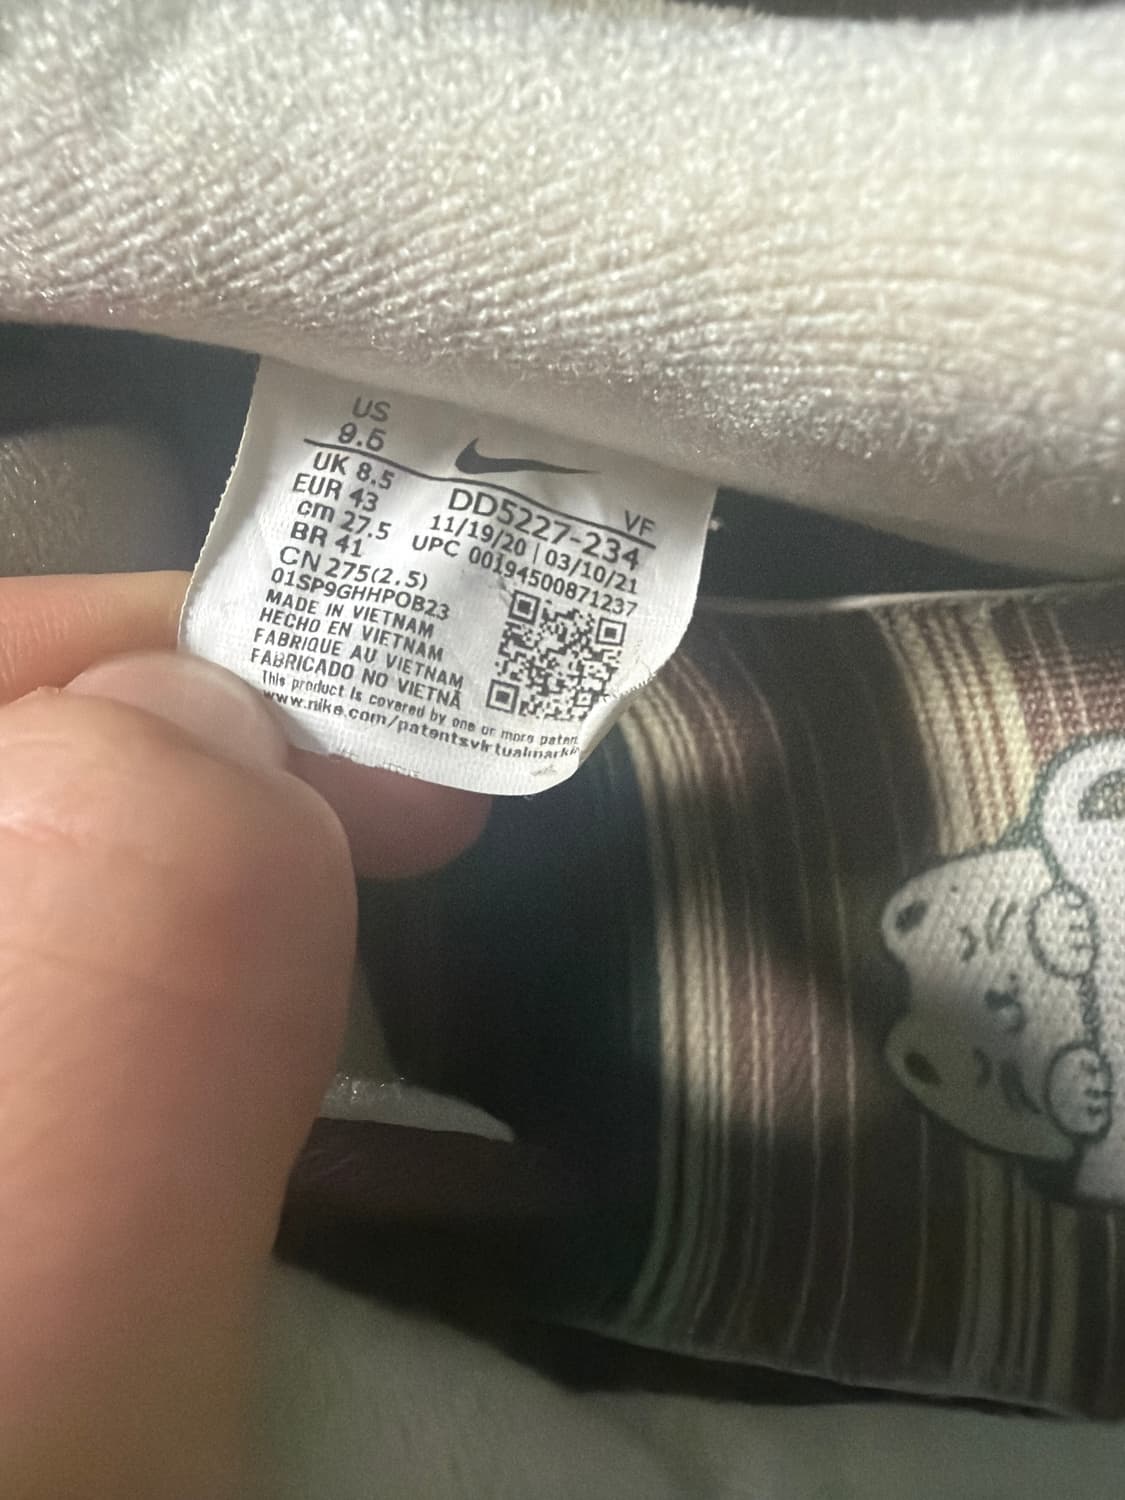 US
9.5
UK 8.5
EUR 43
cm 27.5
BR 41
CN 275(2.5)
01SP9GHHPOB23
MADE IN VIETNAM
HECHO EN VIETNAM
FABRIQUE AU VIETNAM
FABRICADO NO VIETNÃ
This product is covered by one or more paten
www.nike.com/patentsvirtualmarkin
VF
DD5227-234
11/19/20 | 03/10/21
UPC 00194500871237